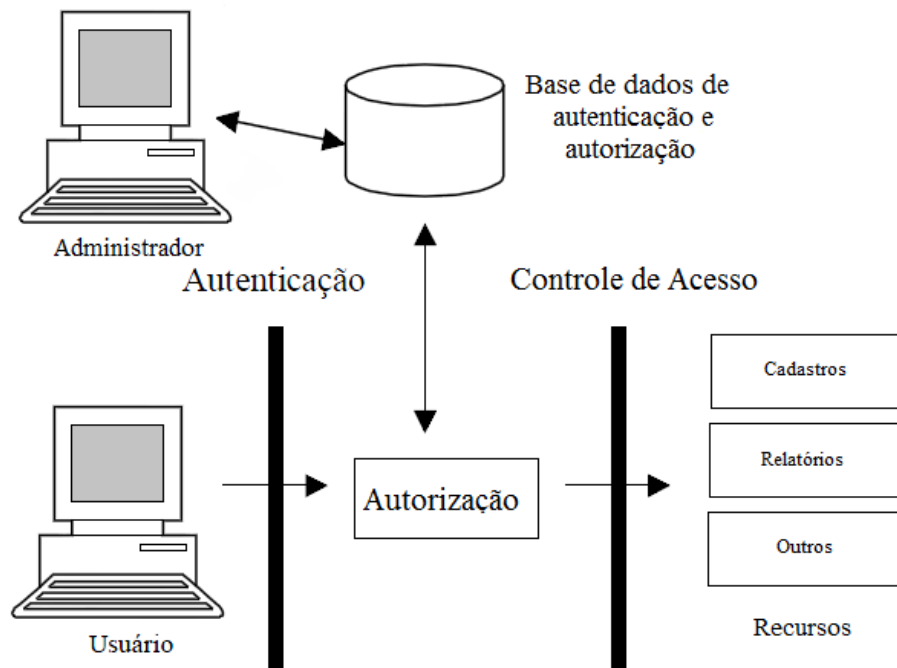 Base de dados de
autenticação e
autorização
Administrador
Autenticação
Controle de Acesso
Cadastros
Relatórios
Autorização
Outros
Usuário
Recursos